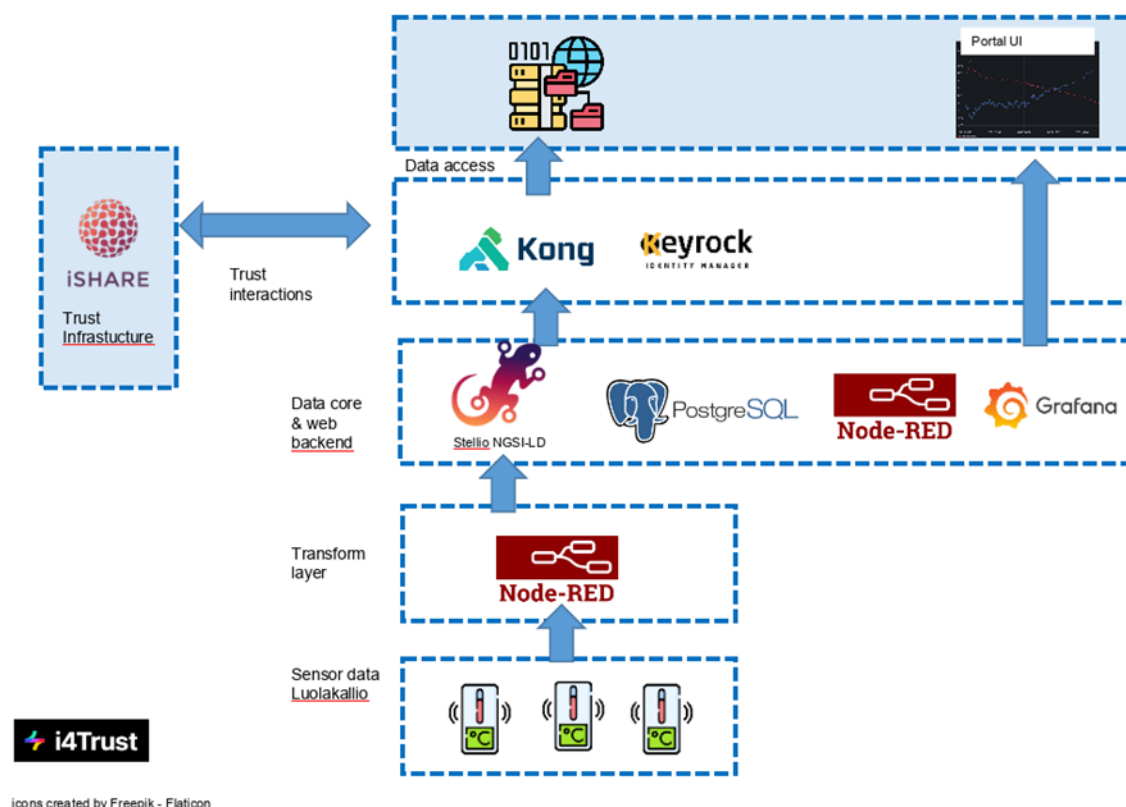 0101
Portal UI
Data access
iSHARE
Trust
Infrastucture
Trust
interactions
Kong
Keyrock
IDENTITY MANAGER
Data core
& web
backend
Stellio NGSI-LD
PostgreSQL
Node-RED
Grafana
Transform
layer
Node-RED
Sensor data
Luolakallio
°C
°C
°C
i4Trust
icons created by Freepik - Flaticon